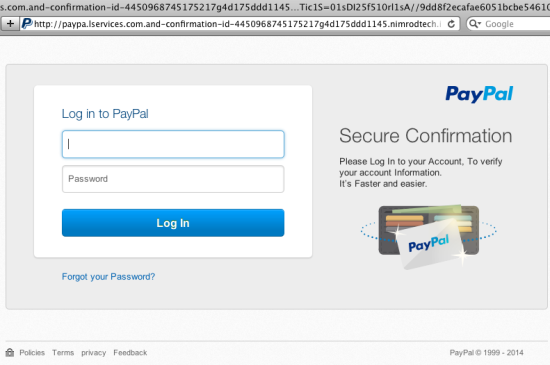 s.com.and-confirmation-id-4450968745175217g4d175ddd1145...Tic1S=01sDI25f510rl1sA//9dd8f2ecafae6051bcbe54610
http://paypa.lservices.com.and-confirmation-id-4450968745175217g4d175ddd1145.nimrodtech.
Google
PayPal
Log in to PayPal
Secure Confirmation
Please Log In to your Account, To verify
your account Information.
It's Faster and easier.
Password
Log In
PayPal
Forgot your Password?
Policies Terms privacy Feedback
PayPal © 1999 - 2014